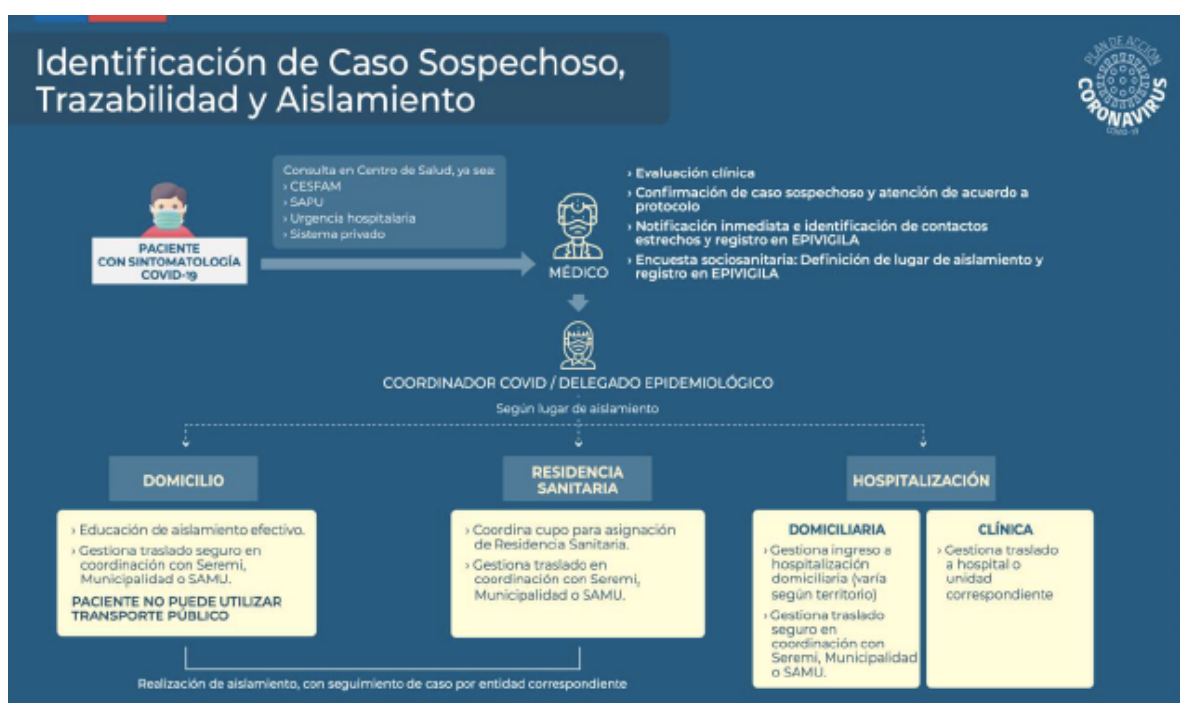 Identificación de Caso Sospechoso,
Trazabilidad y Aislamiento
PLAN DE ACCIÓN
CORONAVIRUS
COVID-19
PACIENTE
CON SINTOMATOLOGÍA
COVID-19
Consulta en Centro de Salud, ya sea:
› CESFAM
› SAPU
› Urgencia hospitalaria
› Sistema privado
MÉDICO
› Evaluación clínica
› Confirmación de caso sospechoso y atención de acuerdo a
protocolo
› Notificación inmediata e identificación de contactos
estrechos y registro en EPIVIGILA
› Encuesta sociosanitaria: Definición de lugar de aislamiento y
registro en EPIVIGILA
COORDINADOR COVID / DELEGADO EPIDEMIOLÓGICO
Según lugar de aislamiento
DOMICILIO
› Educación de aislamiento efectivo.
› Gestiona traslado seguro en
coordinación con Seremi,
Municipalidad o SAMU.
PACIENTE NO PUEDE UTILIZAR
TRANSPORTE PÚBLICO
RESIDENCIA
SANITARIA
› Coordina cupo para asignación
de Residencia Sanitaria.
› Gestiona traslado en
coordinación con Seremi,
Municipalidad o SAMU.
HOSPITALIZACIÓN
DOMICILIARIA
› Gestiona ingreso a
hospitalización
domiciliaria (varía
según territorio)
› Gestiona traslado
seguro en
coordinación con
Seremi, Municipalidad
o SAMU.
CLÍNICA
› Gestiona traslado
a hospital o
unidad
correspondiente
Realización de aislamiento, con seguimiento de caso por entidad correspondiente